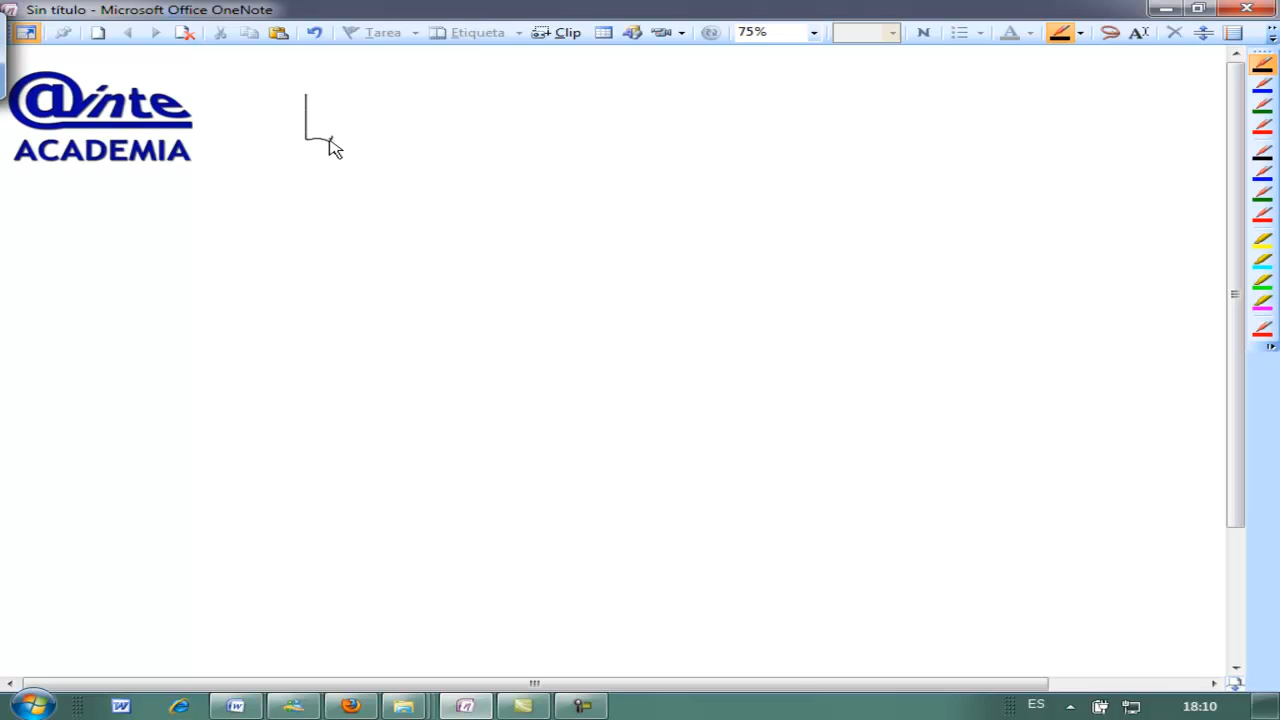 Sin título - Microsoft Office OneNote
Tarea Etiqueta Clip 75% N A A
@inte
ACADEMIA
L
ES 18:10